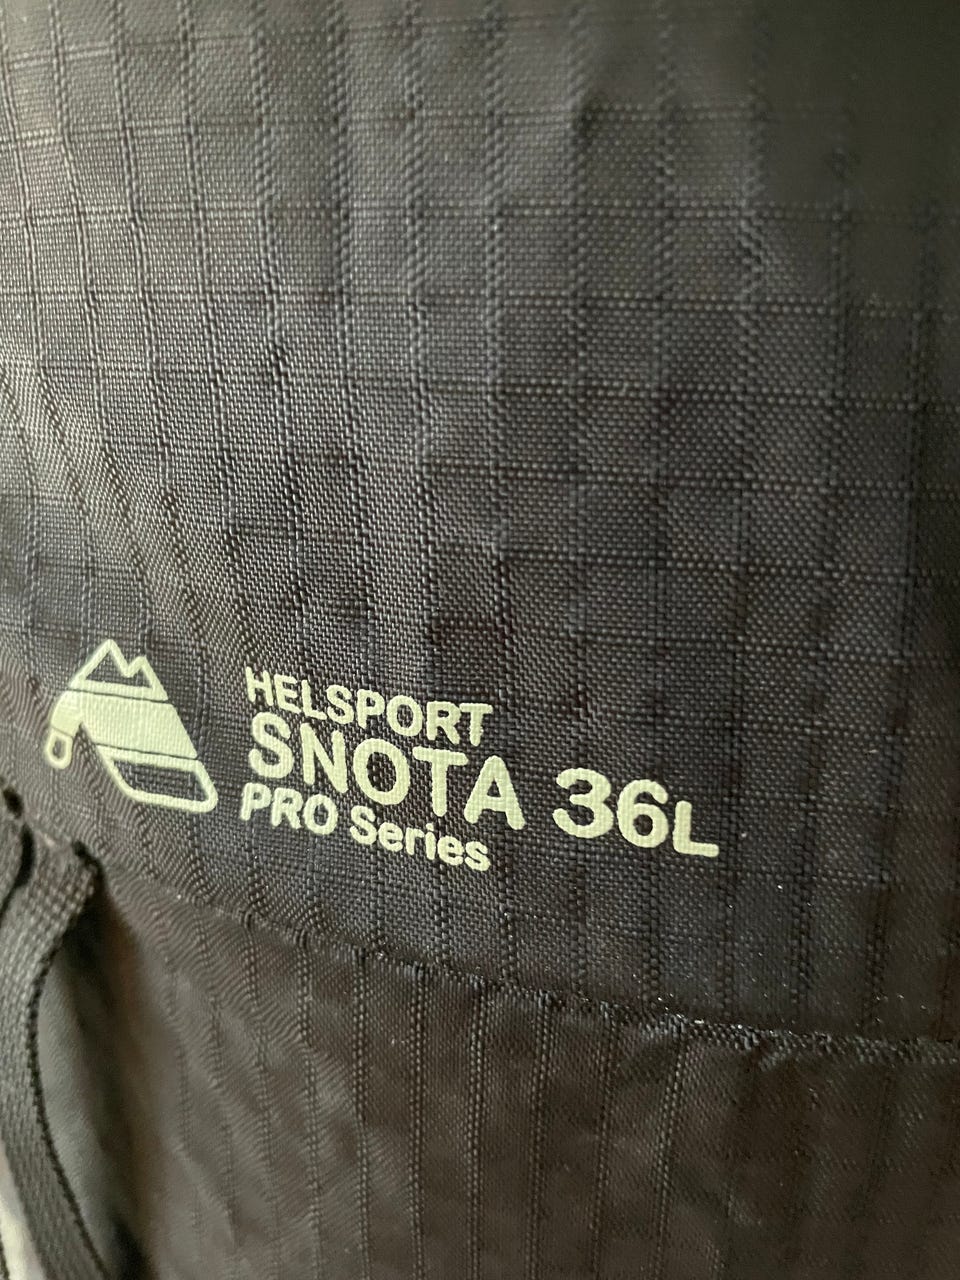 HELSPORT
SNOTA 36L
PRO Series